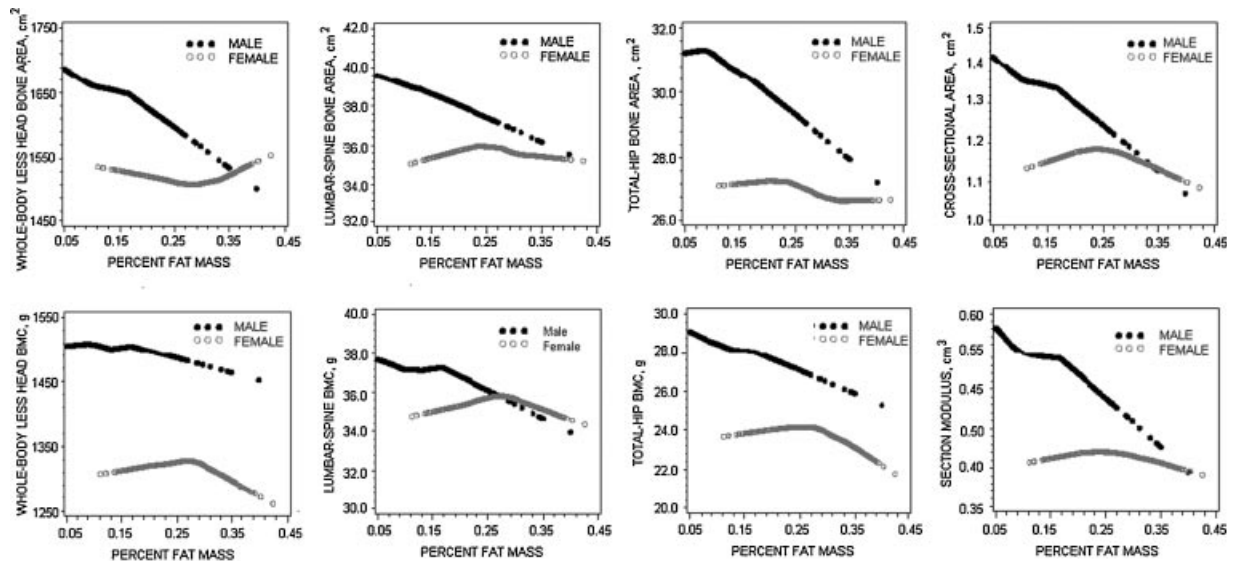 WHOLE-BODY LESS HEAD BONE AREA, cm²
1750
1650
1550
1450
MALE
FEMALE
0.05 0.15 0.25 0.35 0.45
PERCENT FAT MASS
LUMBAR-SPINE BONE AREA, cm²
42.0
40.0
38.0
36.0
34.0
32.0
MALE
FEMALE
0.05 0.15 0.25 0.35 0.45
PERCENT FAT MASS
TOTAL-HIP BONE AREA, cm²
31.2
31.0
28.0
26.0
MALE
FEMALE
0.05 0.15 0.25 0.35 0.45
PERCENT FAT MASS
CROSS-SECTIONAL AREA, cm²
1.5
1.4
1.3
1.2
1.1
1.0
MALE
FEMALE
0.05 0.15 0.25 0.35 0.45
PERCENT FAT MASS
WHOLE-BODY LESS HEAD BMC, g
1550
1450
1350
1250
MALE
FEMALE
0.05 0.15 0.25 0.35 0.45
PERCENT FAT MASS
LUMBAR-SPINE BMC, g
40.0
37.0
35.0
34.0
32.0
30.0
Male
Female
0.05 0.15 0.25 0.35 0.45
PERCENT FAT MASS
TOTAL-HIP BMC, g
30.0
28.0
26.0
24.0
22.0
20.0
MALE
FEMALE
0.05 0.15 0.25 0.35 0.45
PERCENT FAT MASS
SECTION MODULUS, cm³
0.60
0.55
0.45
0.50
0.40
0.35
MALE
FEMALE
0.05 0.15 0.25 0.35 0.45
PERCENT FAT MASS